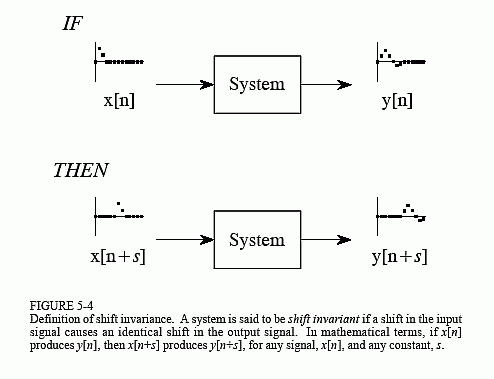 IF
x[n]
System
y[n]
THEN
x[n+s]
System
y[n+s]
FIGURE 5-4
Definition of shift invariance. A system is said to be shift invariant if a shift in the input
signal causes an identical shift in the output signal. In mathematical terms, if x[n]
produces y[n], then x[n+s] produces y[n+s], for any signal, x[n], and any constant, s.